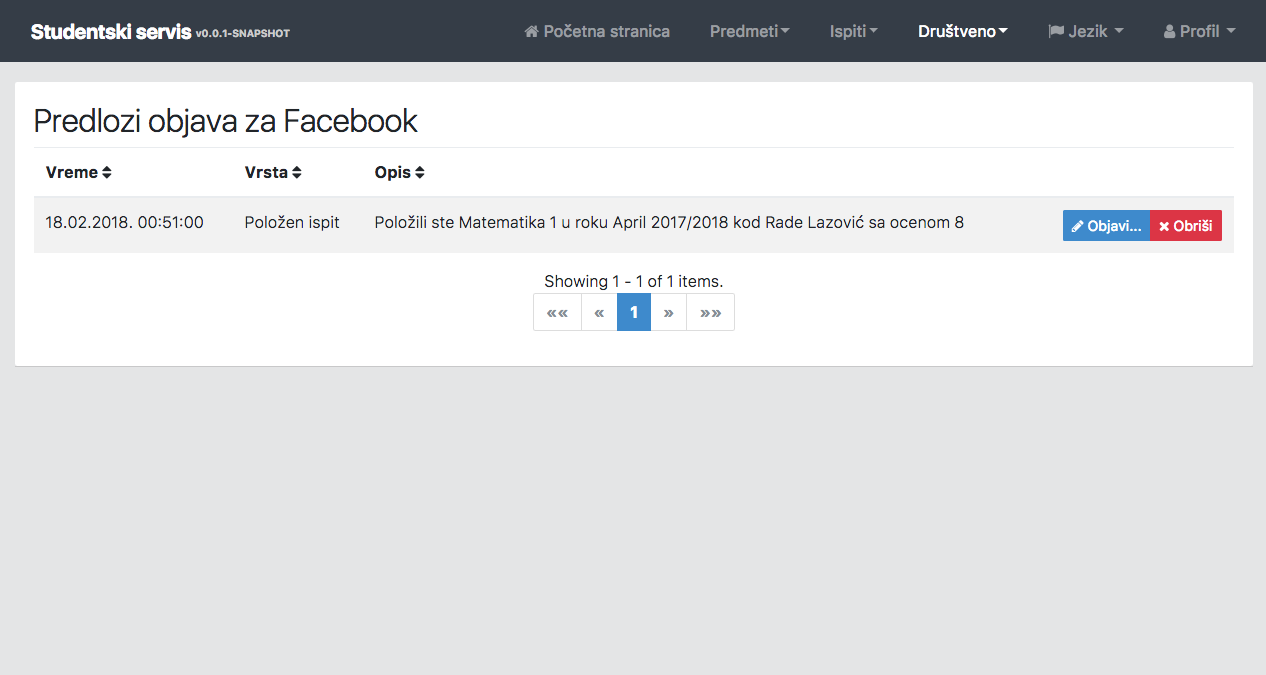 Studentski servis v0.0.1-SNAPSHOT Početna stranica Predmeti Ispiti Društveno Jezik Profil
Predlozi objava za Facebook
Vreme Vrsta Opis
18.02.2018. 00:51:00 Položen ispit Položili ste Matematika 1 u roku April 2017/2018 kod Rade Lazović sa ocenom 8 Objavi... Obriši
Showing 1 - 1 of 1 items.
«« « 1 » »»